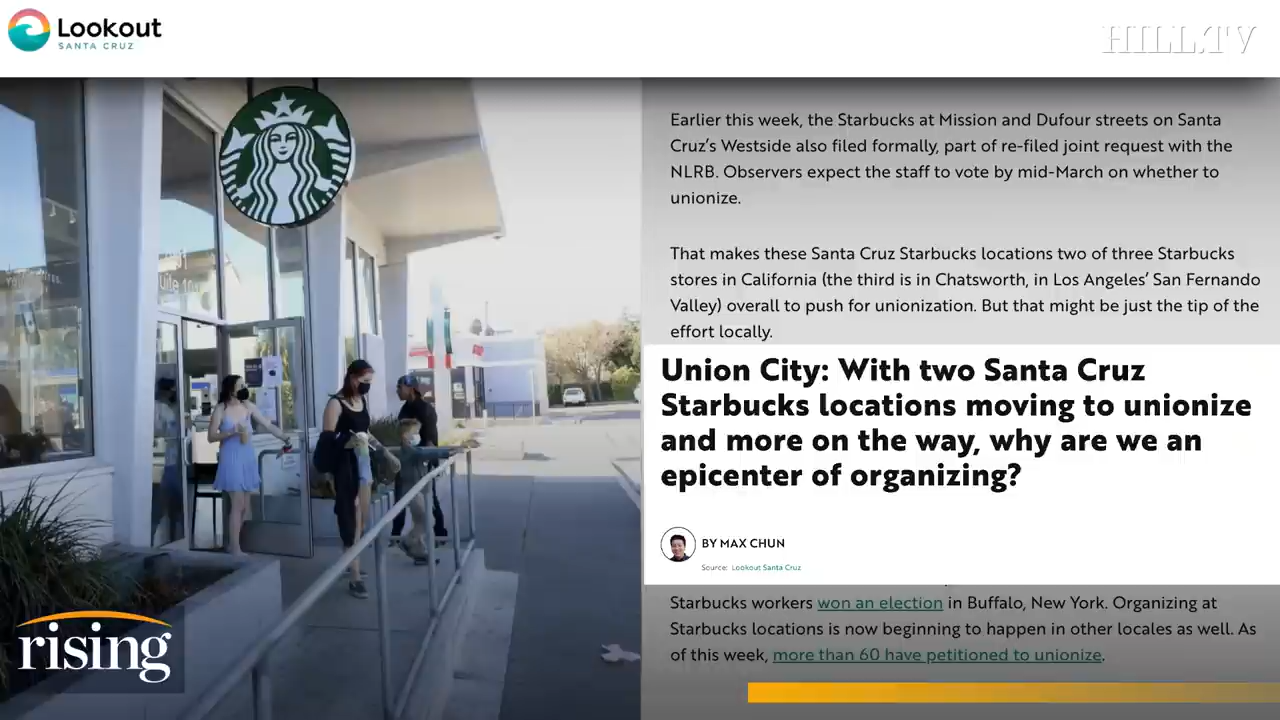 Lookout
SANTA CRUZ
HILL.TV
Earlier this week, the Starbucks at Mission and Dufour streets on Santa
Cruz’s Westside also filed formally, part of re-filed joint request with the
NLRB. Observers expect the staff to vote by mid-March on whether to
unionize.
That makes these Santa Cruz Starbucks locations two of three Starbucks
stores in California (the third is in Chatsworth, in Los Angeles’ San Fernando
Valley) overall to push for unionization. But that might be just the tip of the
effort locally.
Union City: With two Santa Cruz
Starbucks locations moving to unionize
and more on the way, why are we an
epicenter of organizing?
BY MAX CHUN
Source: Lookout Santa Cruz
Starbucks workers won an election in Buffalo, New York. Organizing at
Starbucks locations is now beginning to happen in other locales as well. As
of this week, more than 60 have petitioned to unionize.
rising